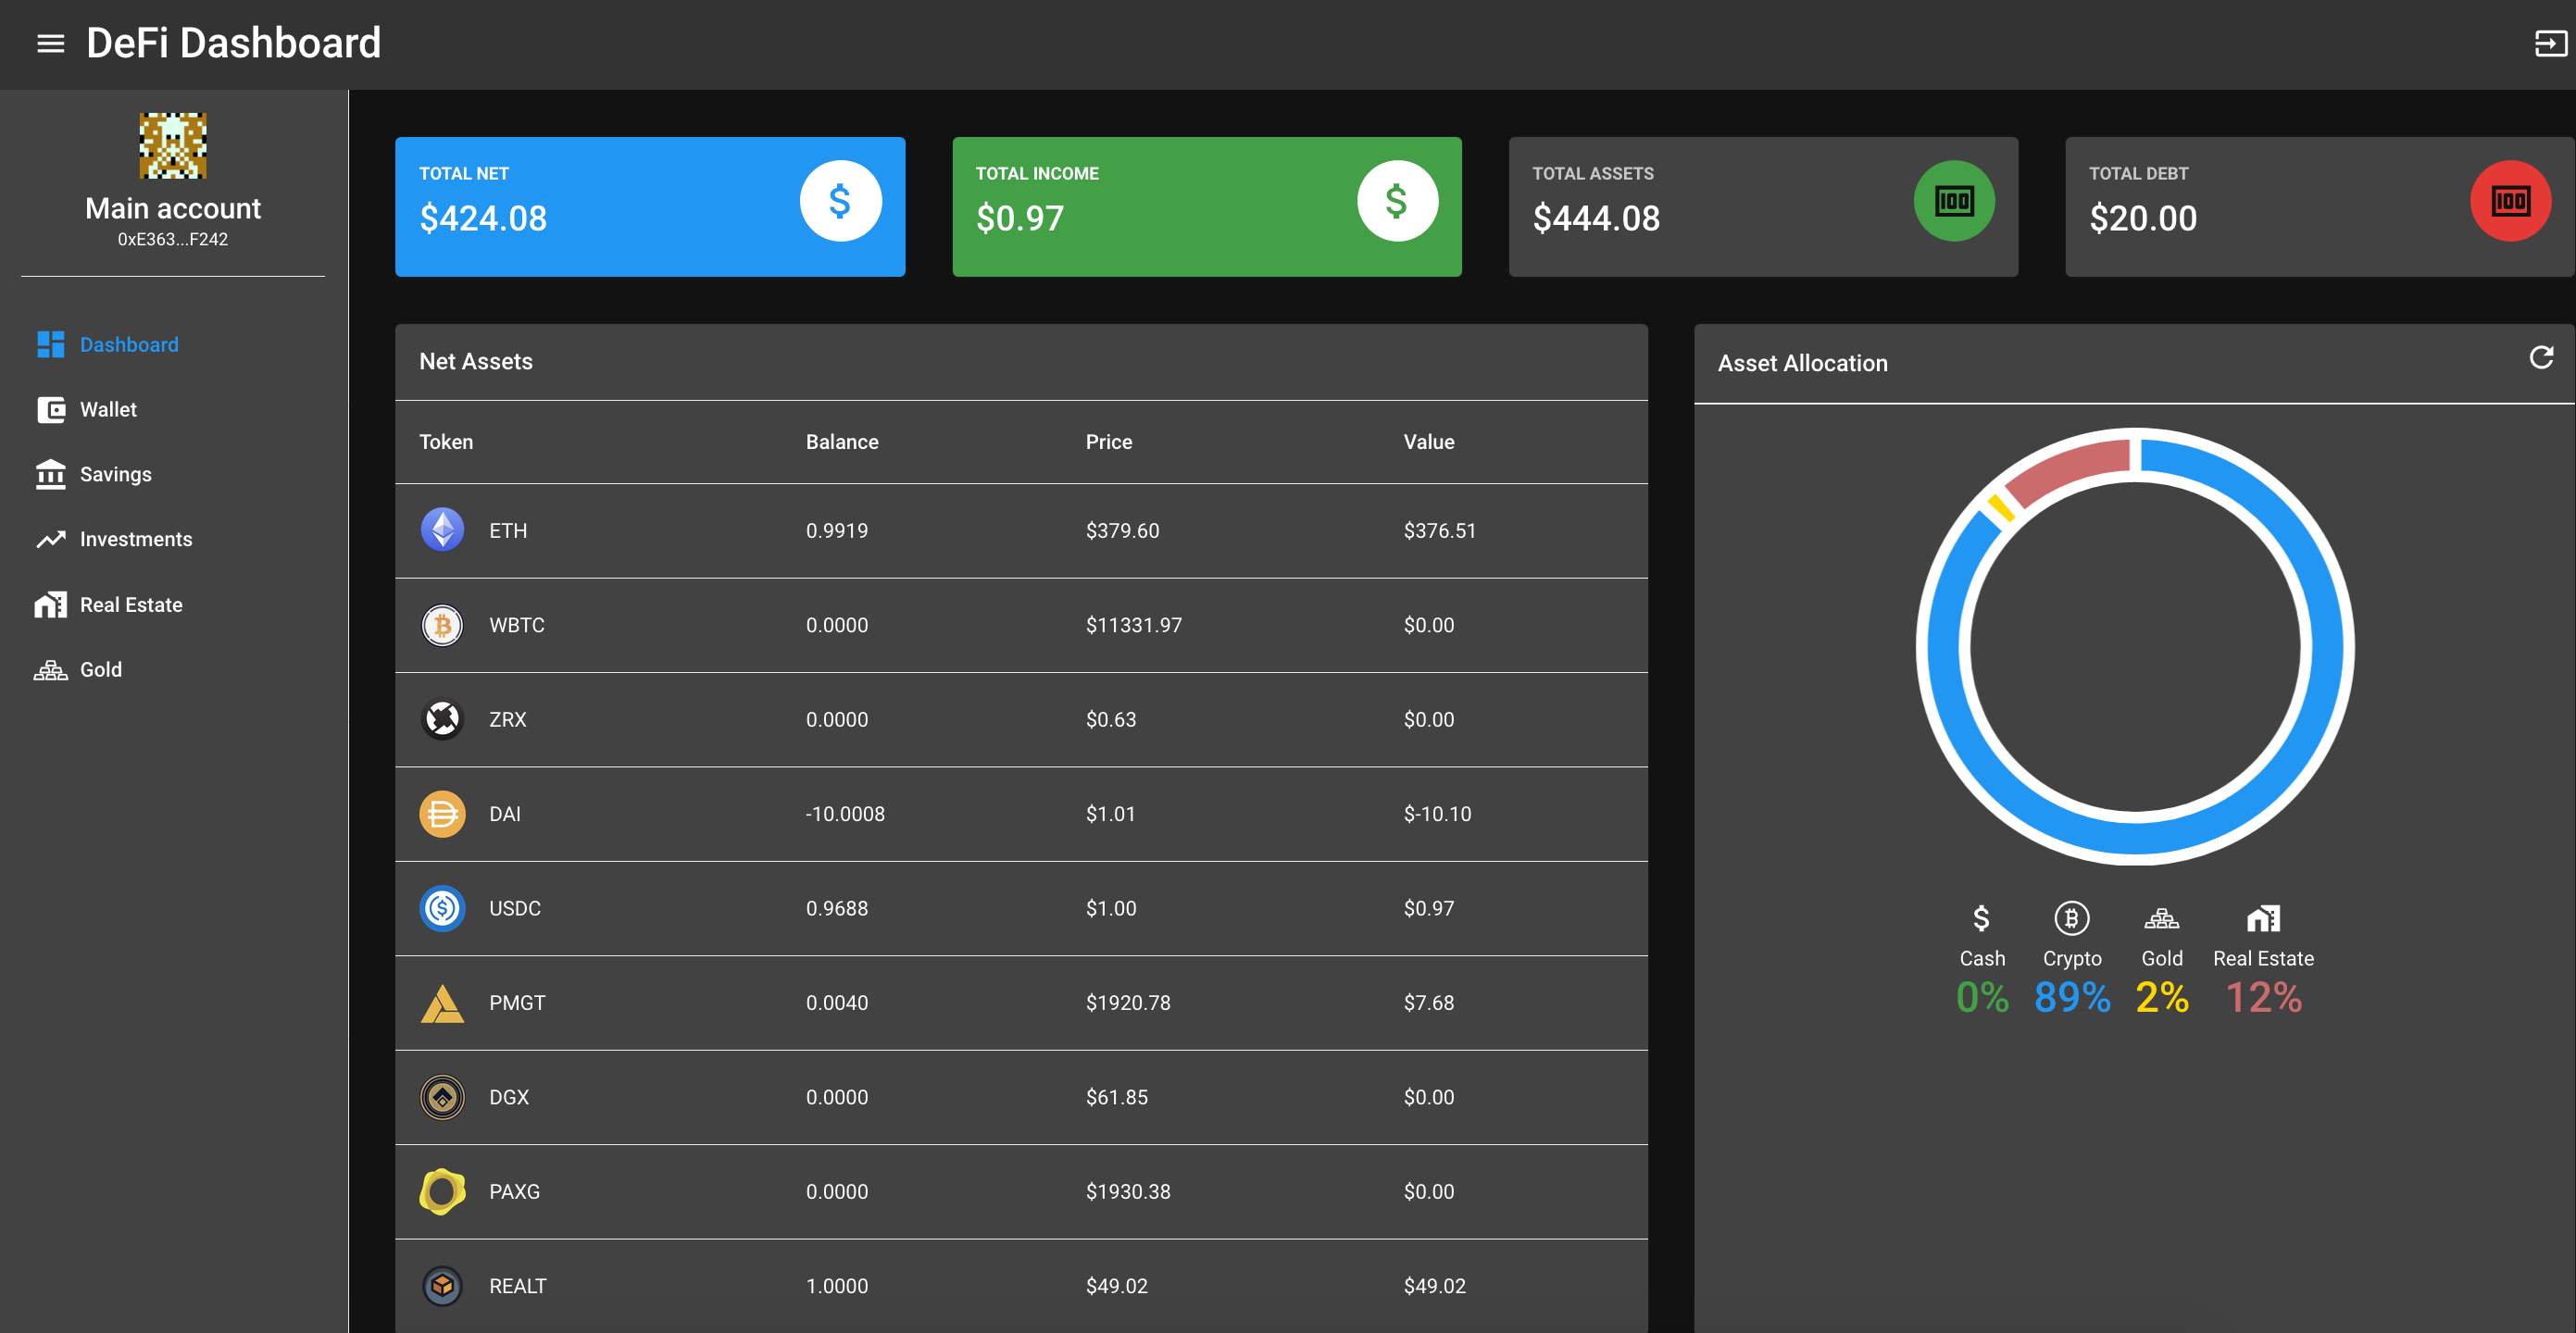 DeFi Dashboard
Main account
0xE363...F242
Dashboard
Wallet
Savings
Investments
Real Estate
Gold
TOTAL NET
$424.08
TOTAL INCOME
$0.97
TOTAL ASSETS
$444.08
TOTAL DEBT
$20.00
Net Assets
Token Balance Price Value
ETH 0.9919 $379.60 $376.51
WBTC 0.0000 $11331.97 $0.00
ZRX 0.0000 $0.63 $0.00
DAI -10.0008 $1.01 $-10.10
USDC 0.9688 $1.00 $0.97
PMGT 0.0040 $1920.78 $7.68
DGX 0.0000 $61.85 $0.00
PAXG 0.0000 $1930.38 $0.00
REALT 1.0000 $49.02 $49.02
Asset Allocation
Cash Crypto Gold Real Estate
0% 89% 2% 12%